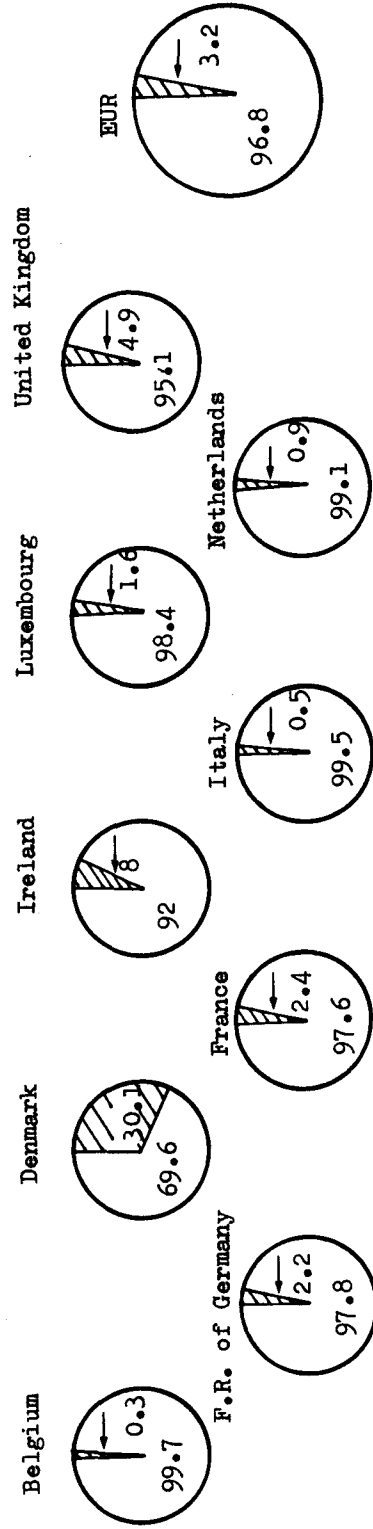 Belgium
0.3
99.7
F.R. of Germany
2.2
97.8
Denmark
30.1
69.6
France
2.4
97.6
Ireland
8
92
Italy
0.5
99.5
Luxembourg
1.6
98.4
Netherlands
0.9
99.1
United Kingdom
4.9
95.1
EUR
3.2
96.8